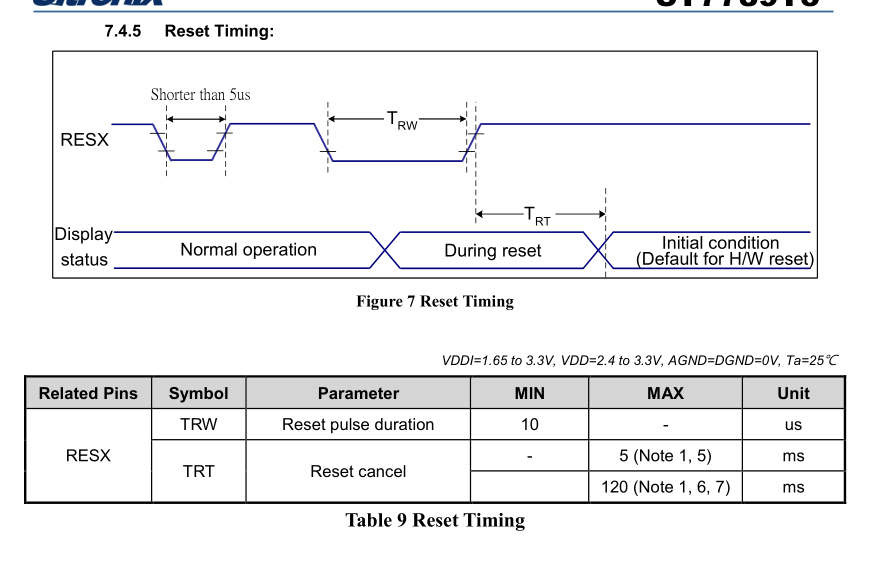 7.4.5 Reset Timing:
Shorter than 5us
RESX
TRW
TRT
Display
status
Normal operation
During reset
Initial condition
(Default for H/W reset)
Figure 7 Reset Timing
VDDI=1.65 to 3.3V, VDD=2.4 to 3.3V, AGND=DGND=0V, Ta=25℃
Related Pins Symbol Parameter MIN MAX Unit
RESX TRW Reset pulse duration 10 - us
TRT Reset cancel - 5 (Note 1, 5) ms
120 (Note 1, 6, 7) ms
Table 9 Reset Timing